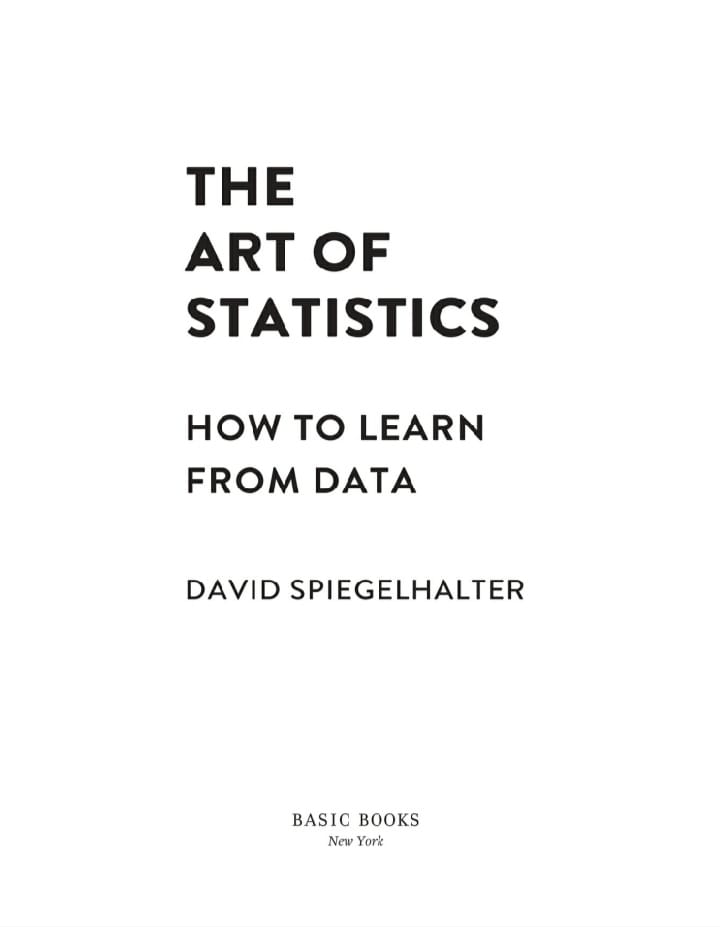 THE
ART OF
STATISTICS
HOW TO LEARN
FROM DATA
DAVID SPIEGELHALTER
BASIC BOOKS
New York